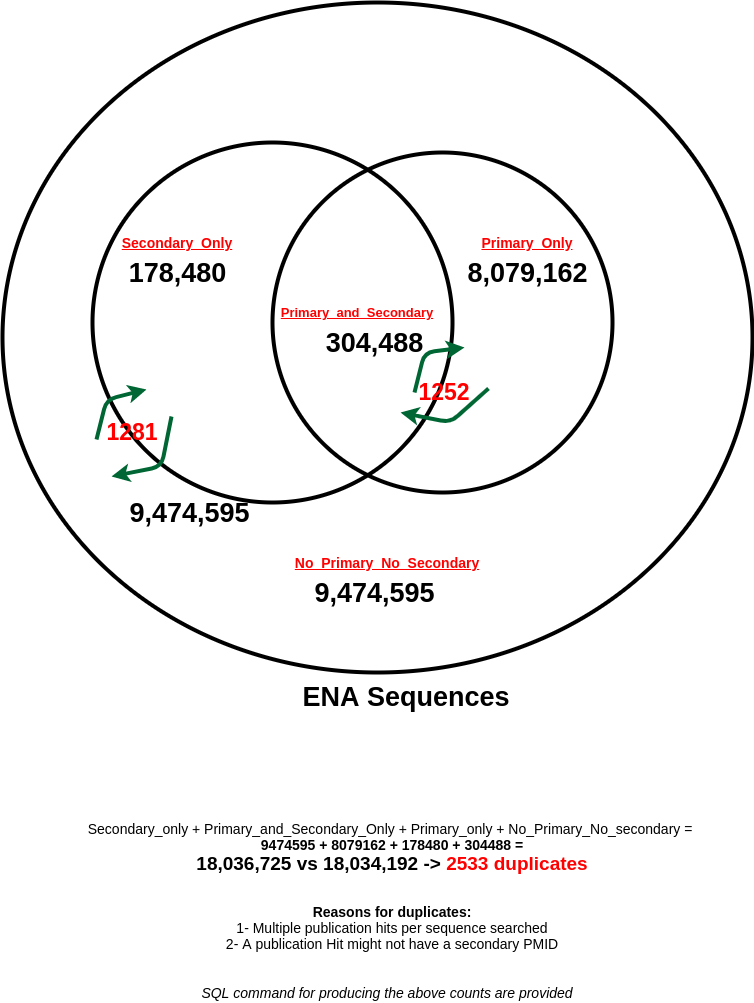 Secondary_Only
178,480
Primary_Only
8,079,162
Primary_and_Secondary
304,488
1252
1281
9,474,595
No_Primary_No_Secondary
9,474,595
ENA Sequences
Secondary_only + Primary_and_Secondary_Only + Primary_only + No_Primary_No_secondary =
9474595 + 8079162 + 178480 + 304488 =
18,036,725 vs 18,034,192 -> 2533 duplicates
Reasons for duplicates:
1- Multiple publication hits per sequence searched
2- A publication Hit might not have a secondary PMID
SQL command for producing the above counts are provided